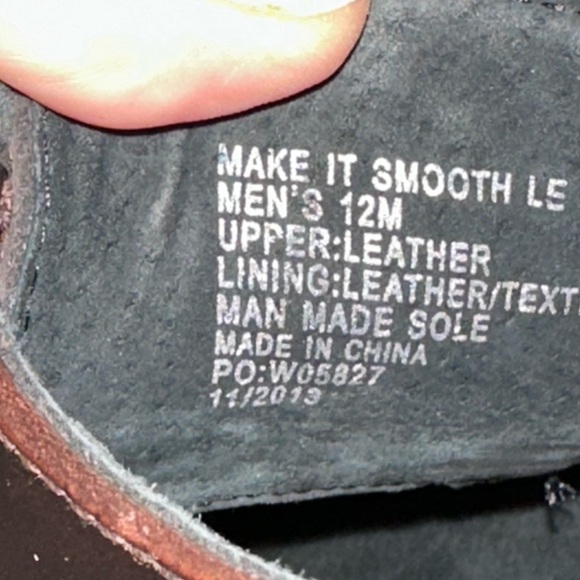 MAKE IT SMOOTH LE
MEN'S 12M
UPPER:LEATHER
LINING:LEATHER/TEXT
MAN MADE SOLE
MADE IN CHINA
PO:W05827
11/2013